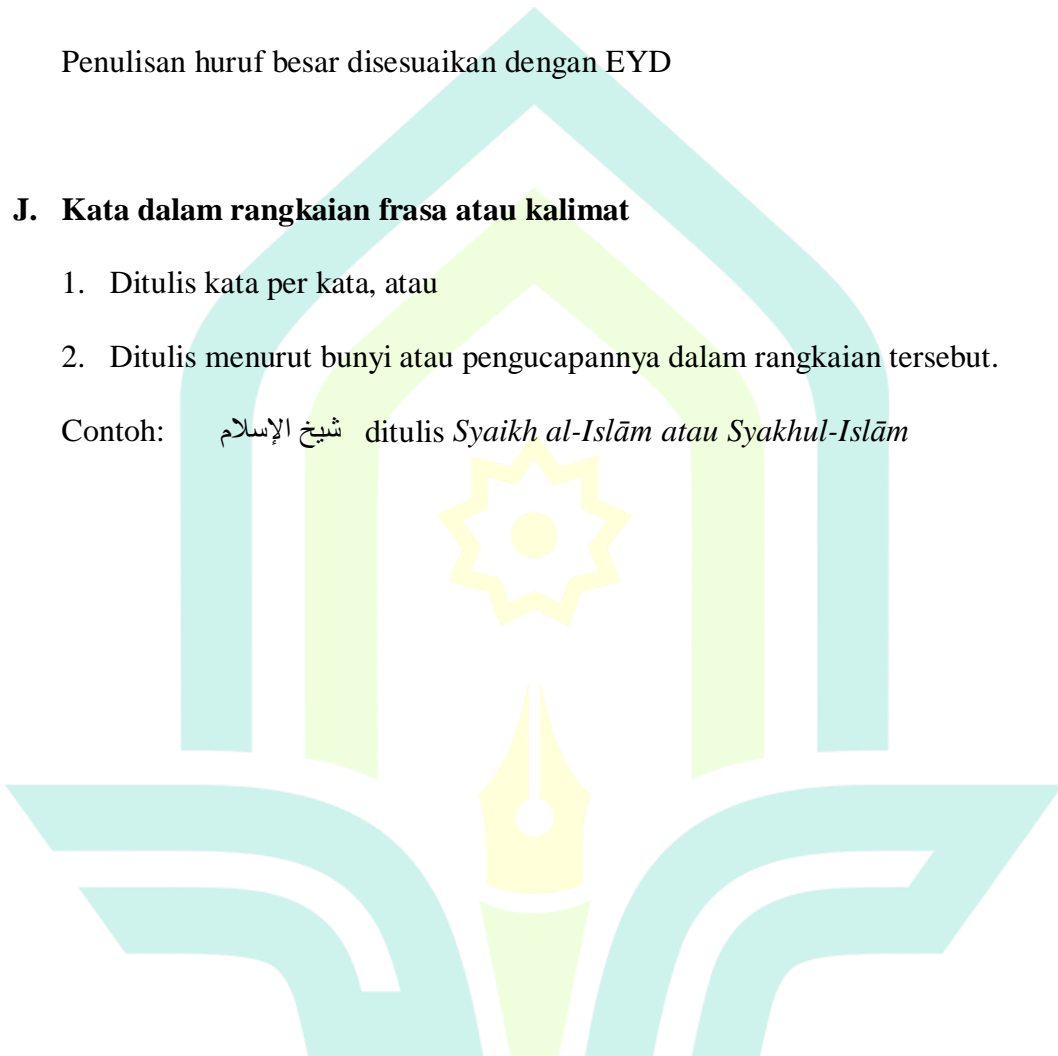 Penulisan huruf besar disesuaikan dengan EYD
J. Kata dalam rangkaian frasa atau kalimat
1. Ditulis kata per kata, atau
2. Ditulis menurut bunyi atau pengucapannya dalam rangkaian tersebut.
Contoh: شيخ الإسلام ditulis Syaikh al-Islām atau Syakhul-Islām